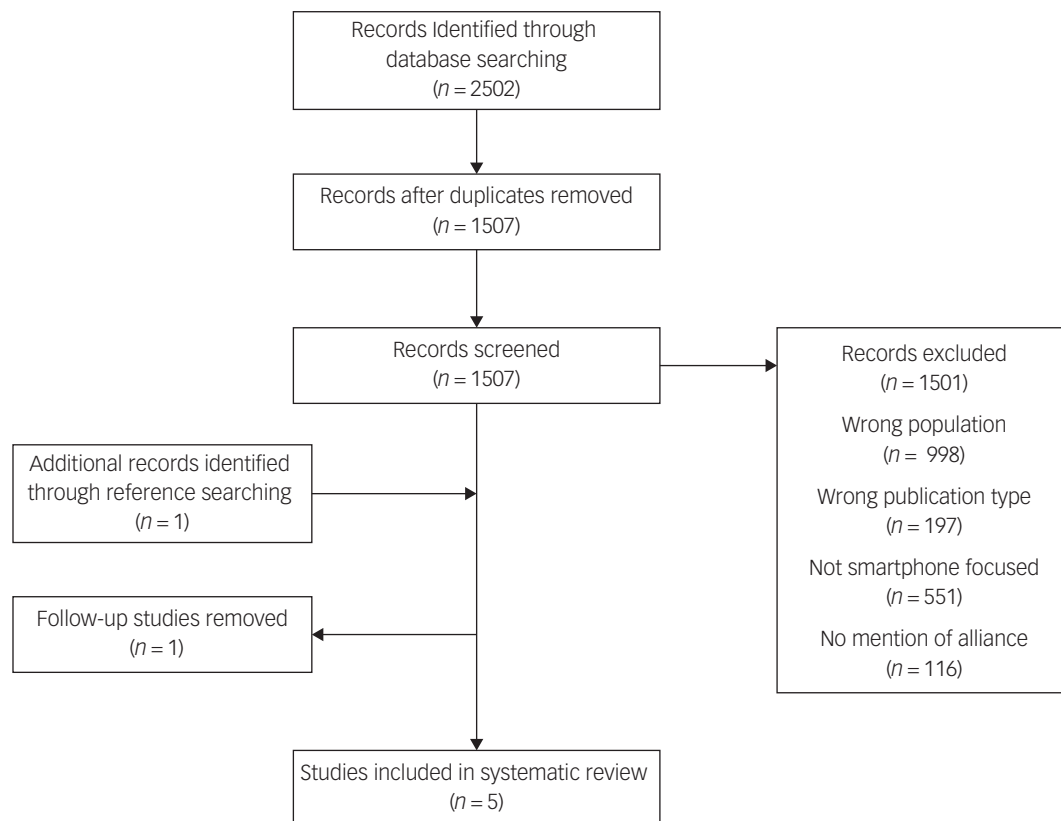 Records Identified through
database searching
(n = 2502)
Records after duplicates removed
(n = 1507)
Records screened
(n = 1507)
Records excluded
(n = 1501)
Wrong population
(n = 998)
Wrong publication type
(n = 197)
Not smartphone focused
(n = 551)
No mention of alliance
(n = 116)
Additional records identified
through reference searching
(n = 1)
Follow-up studies removed
(n = 1)
Studies included in systematic review
(n = 5)